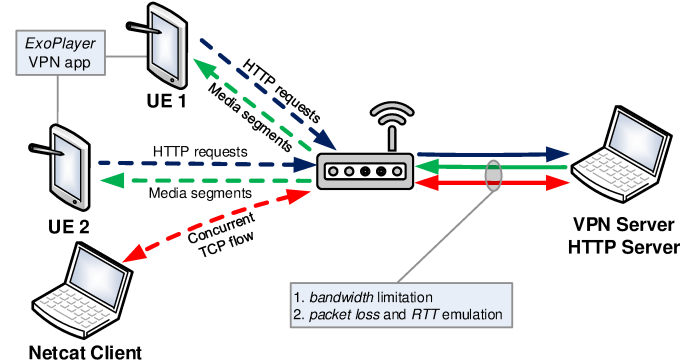 ExoPlayer
VPN app
UE 1
HTTP requests
Media segments
HTTP requests
Media segments
UE 2
Concurrent
TCP flow
Netcat Client
VPN Server
HTTP Server
1. bandwidth limitation
2. packet loss and RTT emulation